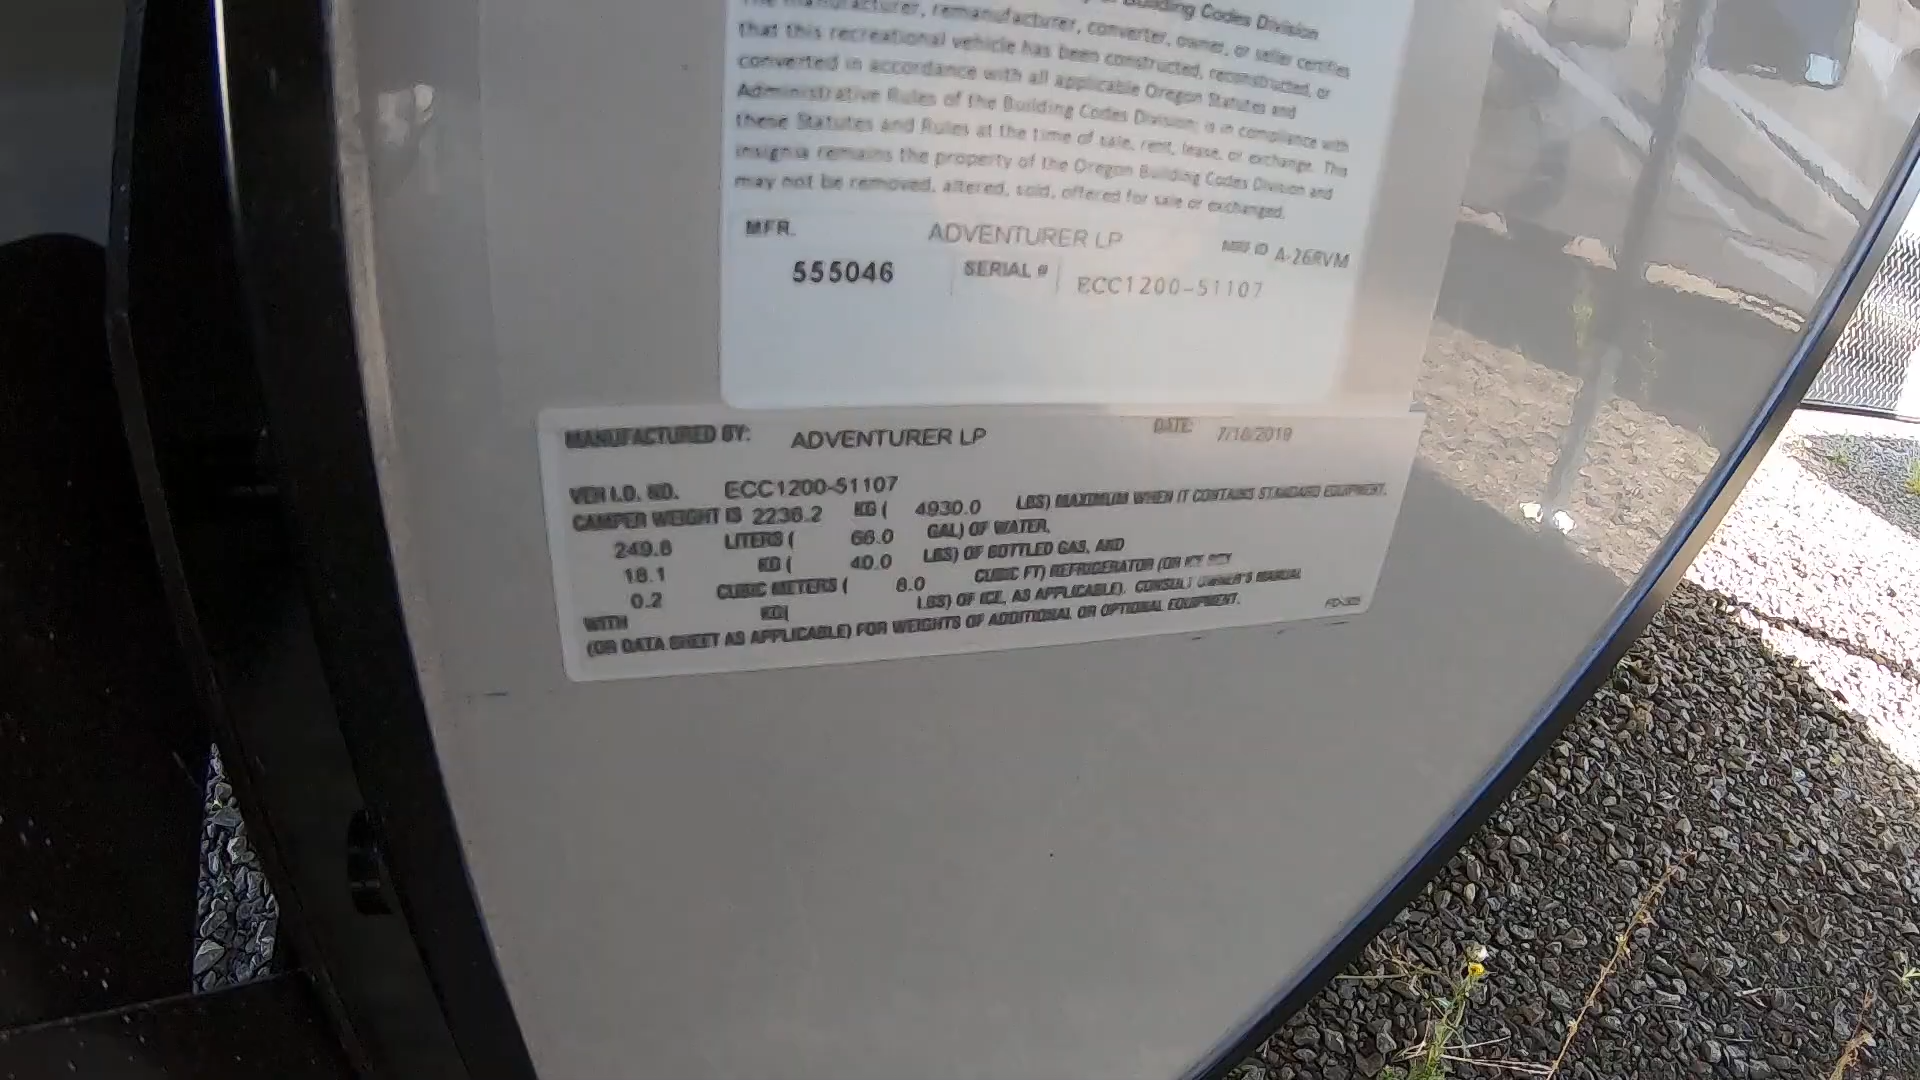 Building Codes Division
The manufacturer, remanufacturer, converter, owner, or seller certifies
that this recreational vehicle has been constructed, reconstructed, or
converted in accordance with all applicable Oregon Statutes and
Administrative Rules of the Building Codes Division; is in compliance with
these Statutes and Rules at the time of sale, rent, lease, or exchange. This
insignia remains the property of the Oregon Building Codes Division and
may not be removed, altered, sold, offered for sale or exchanged.
MFR. ADVENTURER LP MFG ID A-26RVM
555046 SERIAL # ECC1200-51107
MANUFACTURED BY: ADVENTURER LP DATE:
VEH I.D. NO. ECC1200-51107
CAMPER WEIGHT IS 2236.2 KG ( 4930.0 LBS) MAXIMUM WHEN IT CONTAINS STANDARD EQUIPMENT,
249.8 LITERS ( 66.0 GAL) OF WATER,
18.1 KG ( 40.0 LBS) OF BOTTLED GAS, AND
0.2 CUBIC METERS ( 8.0 CUBIC FT) REFRIGERATOR (OR ICE BOX
WITH KG( LBS) OF ICE, AS APPLICABLE). CONSULT OWNER'S MANUAL
(OR DATA SHEET AS APPLICABLE) FOR WEIGHTS OF ADDITIONAL OR OPTIONAL EQUIPMENT.